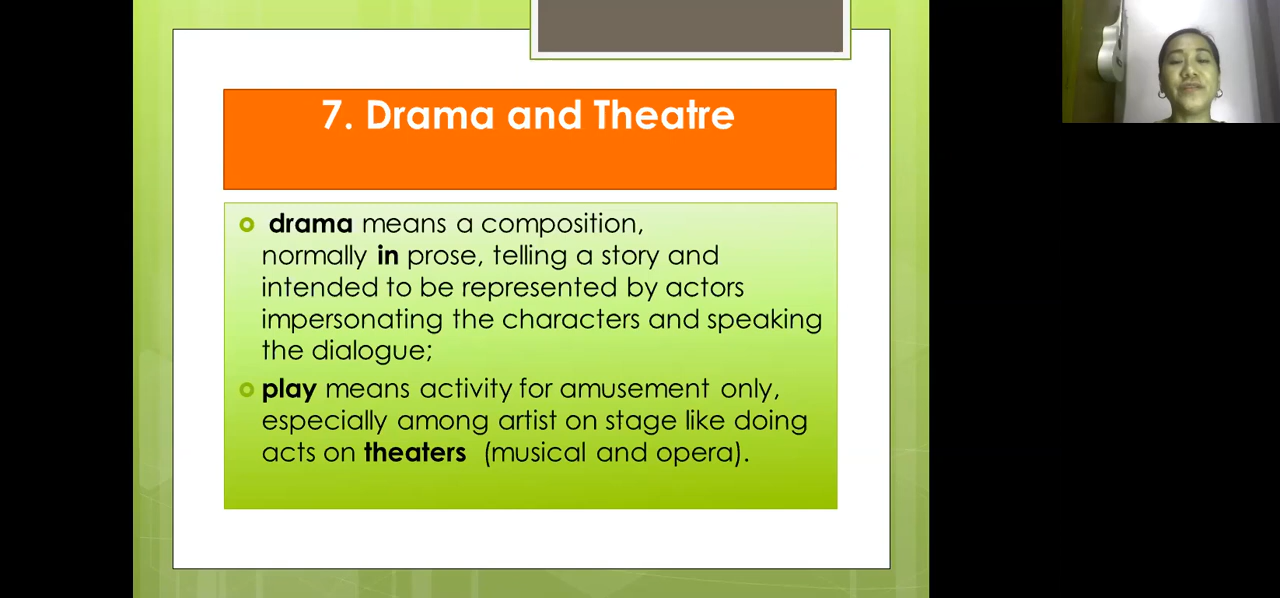 7. Drama and Theatre
drama means a composition,
normally in prose, telling a story and
intended to be represented by actors
impersonating the characters and speaking
the dialogue;
play means activity for amusement only,
especially among artist on stage like doing
acts on theaters (musical and opera).